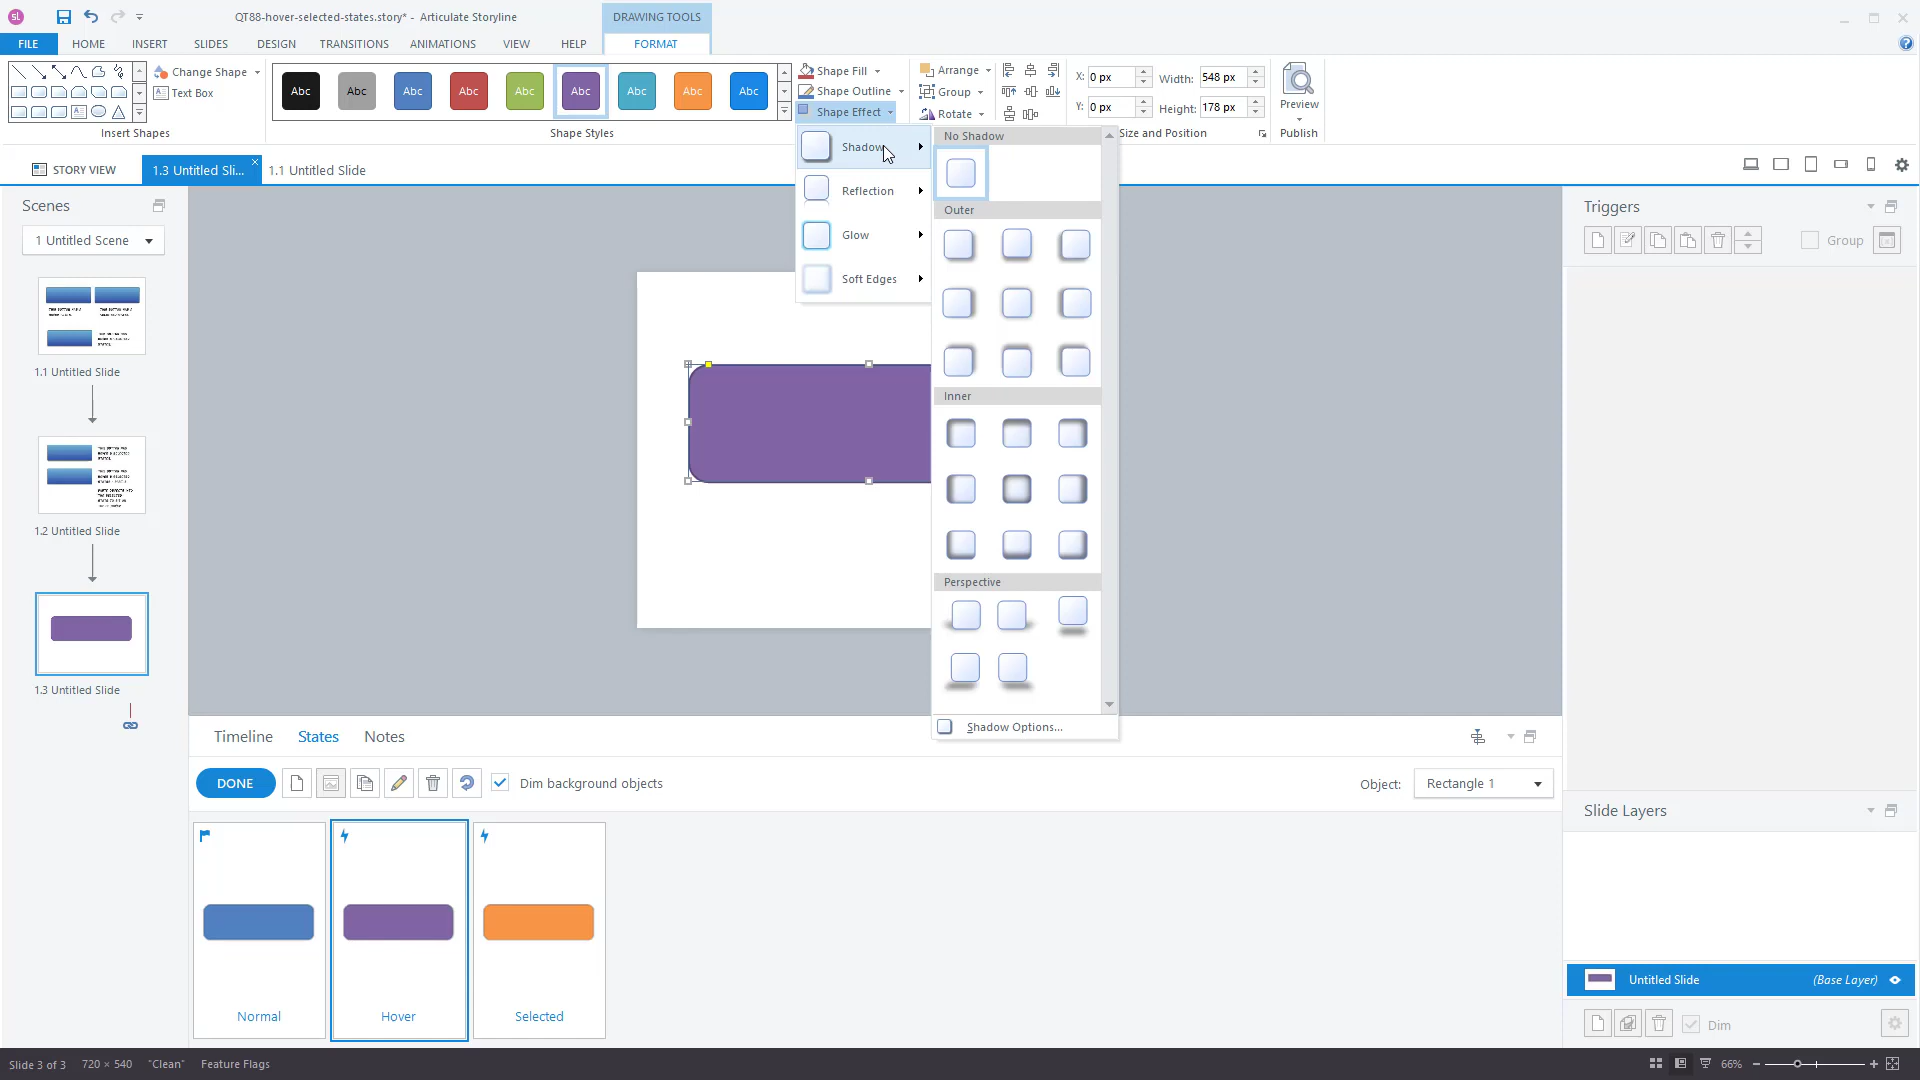 QT88-hover-selected-states.story* - Articulate Storyline
DRAWING TOOLS
FILE HOME INSERT SLIDES DESIGN TRANSITIONS ANIMATIONS VIEW HELP FORMAT
Change Shape
Text Box
Insert Shapes
Abc Abc Abc Abc Abc Abc Abc Abc Abc
Shape Styles
Shape Fill
Shape Outline
Shape Effect
Arrange
Group
Rotate
X: 0 px
Y: 0 px
Width: 548 px
Height: 178 px
Size and Position
Preview
Publish
STORY VIEW
1.3 Untitled Sli...
1.1 Untitled Slide
Shadow
Reflection
Glow
Soft Edges
No Shadow
Outer
Inner
Perspective
Shadow Options...
Scenes
1 Untitled Scene
1.1 Untitled Slide
1.2 Untitled Slide
1.3 Untitled Slide
Triggers
Group
Timeline
States
Notes
DONE
Dim background objects
Object: Rectangle 1
Normal
Hover
Selected
Slide Layers
Untitled Slide
(Base Layer)
Dim
Slide 3 of 3
720 × 540
"Clean"
Feature Flags
66%